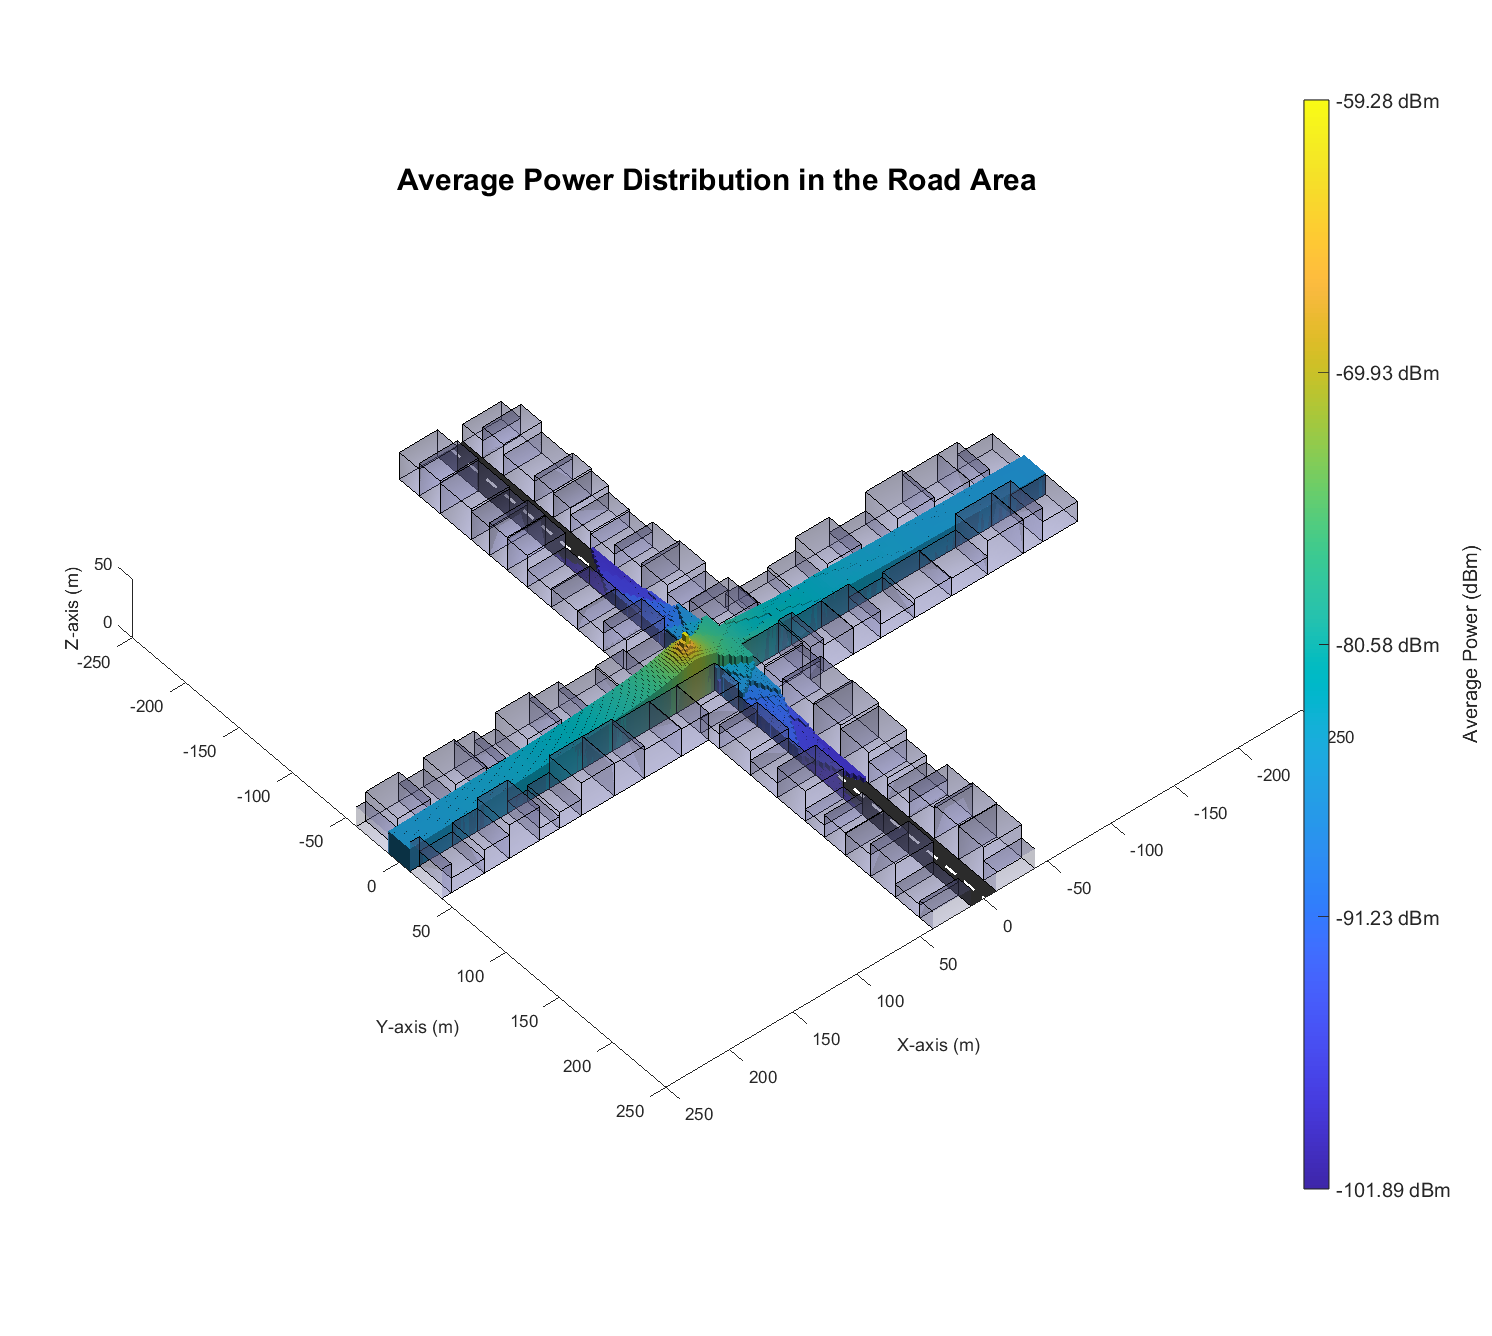 -59.28 dBm
Average Power Distribution in the Road Area
-69.93 dBm
50
0
Z-axis (m)
-80.58 dBm
Average Power (dBm)
-250
-200
-150
-100
-50
0
50
100
150
200
250
Y-axis (m)
250
200
150
100
50
0
-50
-100
-150
-200
250
X-axis (m)
-91.23 dBm
-101.89 dBm